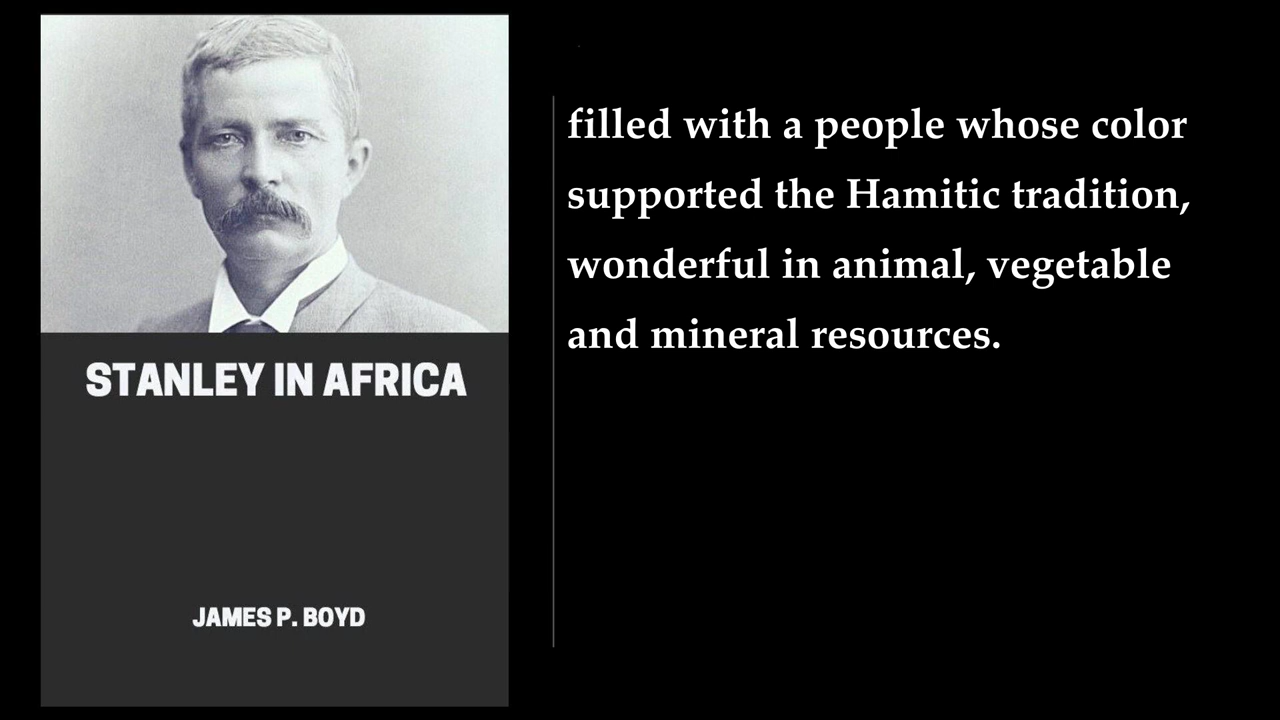 STANLEY IN AFRICA
JAMES P. BOYD
filled with a people whose color
supported the Hamitic tradition,
wonderful in animal, vegetable
and mineral resources.